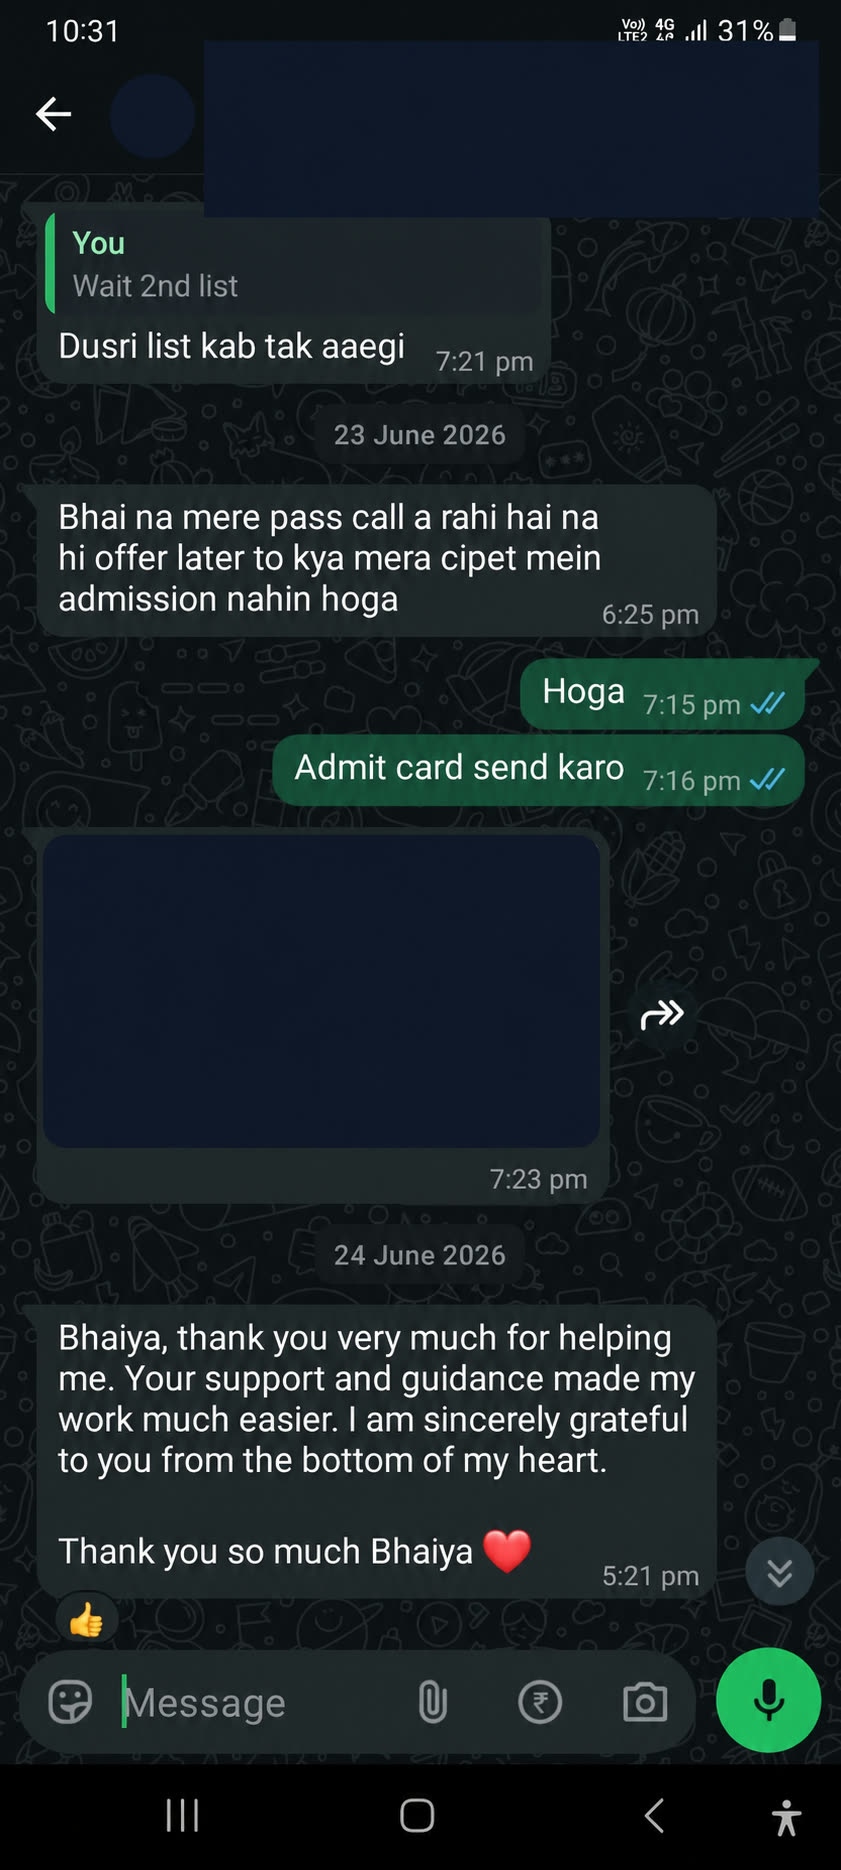 10:31
Vo)) 4G 31%
LTE2
You
Wait 2nd list
Dusri list kab tak aaegi 7:21 pm
23 June 2026
Bhai na mere pass call a rahi hai na
hi offer later to kya mera cipet mein
admission nahin hoga
6:25 pm
Hoga 7:15 pm
Admit card send karo 7:16 pm
7:23 pm
24 June 2026
Bhaiya, thank you very much for helping
me. Your support and guidance made my
work much easier. I am sincerely grateful
to you from the bottom of my heart.
Thank you so much Bhaiya ❤️
5:21 pm
👍
Message